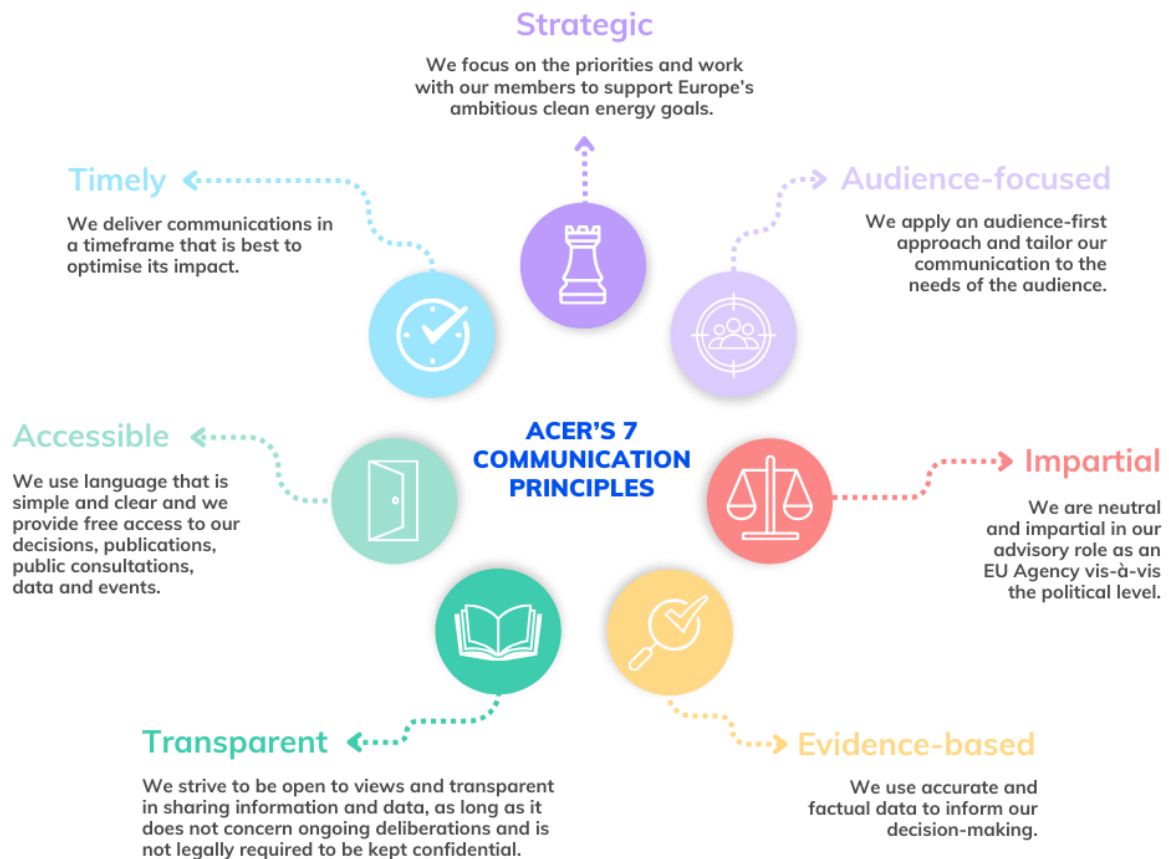 Strategic
We focus on the priorities and work
with our members to support Europe's
ambitious clean energy goals.
Timely
We deliver communications in
a timeframe that is best to
optimise its impact.
Audience-focused
We apply an audience-first
approach and tailor our
communication to the
needs of the audience.
ACER'S 7
COMMUNICATION
PRINCIPLES
Accessible
We use language that is
simple and clear and we
provide free access to our
decisions, publications,
public consultations,
data and events.
Impartial
We are neutral
and impartial in our
advisory role as an
EU Agency vis-à-vis
the political level.
Transparent
We strive to be open to views and transparent
in sharing information and data, as long as it
does not concern ongoing deliberations and is
not legally required to be kept confidential.
Evidence-based
We use accurate and
factual data to inform our
decision-making.